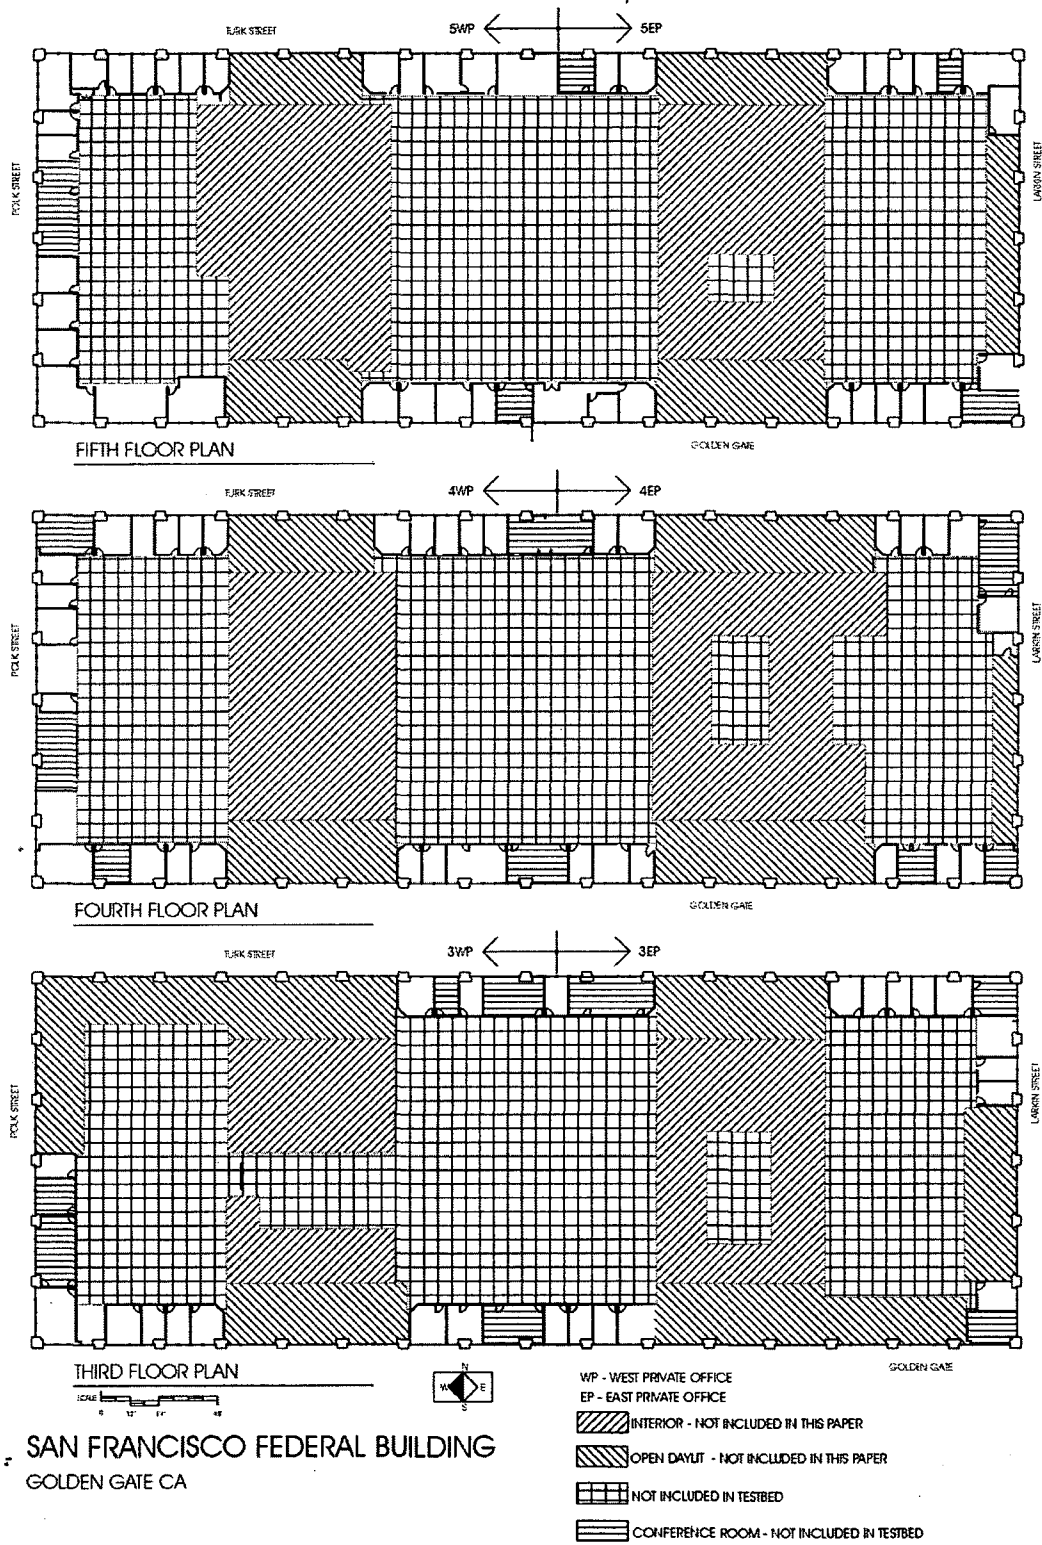 TURK STREET
5WP 5EP
POLK STREET
LARKIN STREET
FIFTH FLOOR PLAN
GOLDEN GATE
TURK STREET
4WP 4EP
POLK STREET
LARKIN STREET
FOURTH FLOOR PLAN
GOLDEN GATE
TURK STREET
3WP 3EP
POLK STREET
LARKIN STREET
THIRD FLOOR PLAN
GOLDEN GATE
SCALE
N
W E
S
WP - WEST PRIVATE OFFICE
EP - EAST PRIVATE OFFICE
INTERIOR - NOT INCLUDED IN THIS PAPER
OPEN DAYLIT - NOT INCLUDED IN THIS PAPER
NOT INCLUDED IN TESTBED
CONFERENCE ROOM - NOT INCLUDED IN TESTBED
SAN FRANCISCO FEDERAL BUILDING
GOLDEN GATE CA